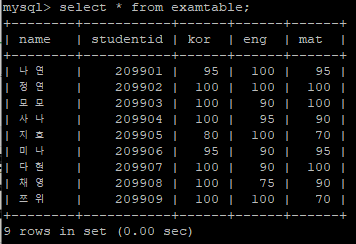 mysql> select * from examtable;
+--------+-----------+------+------+------+
| name | studentid | kor | eng | mat |
+--------+-----------+------+------+------+
| 나연 | 209901 | 95 | 100 | 95 |
| 정연 | 209902 | 100 | 100 | 100 |
| 모모 | 209903 | 100 | 90 | 100 |
| 사나 | 209904 | 100 | 95 | 90 |
| 지효 | 209905 | 80 | 100 | 70 |
| 미나 | 209906 | 95 | 90 | 95 |
| 다현 | 209907 | 100 | 90 | 100 |
| 채영 | 209908 | 100 | 75 | 90 |
| 쯔위 | 209909 | 100 | 100 | 70 |
+--------+-----------+------+------+------+
9 rows in set (0.00 sec)